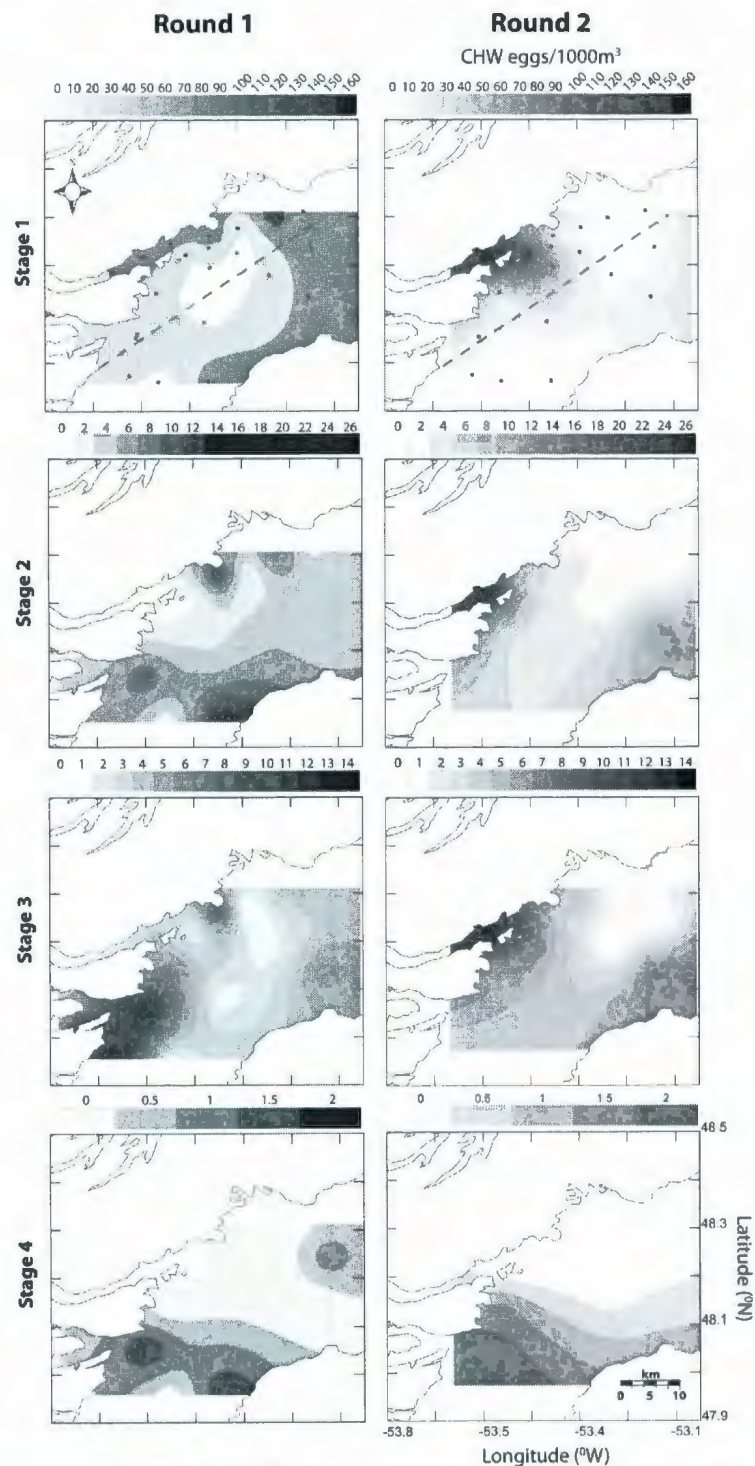 Round 1
Round 2
CHW eggs/1000m³
0 10 20 30 50 60 70 80 90 100 110 120 130 140 150 160
0 10 20 30 50 60 70 80 90 100 110 120 130 140 150 160
Stage 1
0 2 4 6 8 10 12 14 16 18 20 22 24 26
0 2 4 6 8 10 12 14 16 18 20 22 24 26
Stage 2
0 1 2 3 4 5 6 7 8 9 10 11 12 13 14
0 1 2 3 4 5 6 7 8 9 10 11 12 13 14
Stage 3
0 0.5 1 1.5 2
0 0.5 1 1.5 2
Stage 4
48 5
48.3
48.1
47.9
Latitude (⁰N)
km
0 5 10
-53.8 -53.5 -53.4 -53.1
Longitude (⁰W)